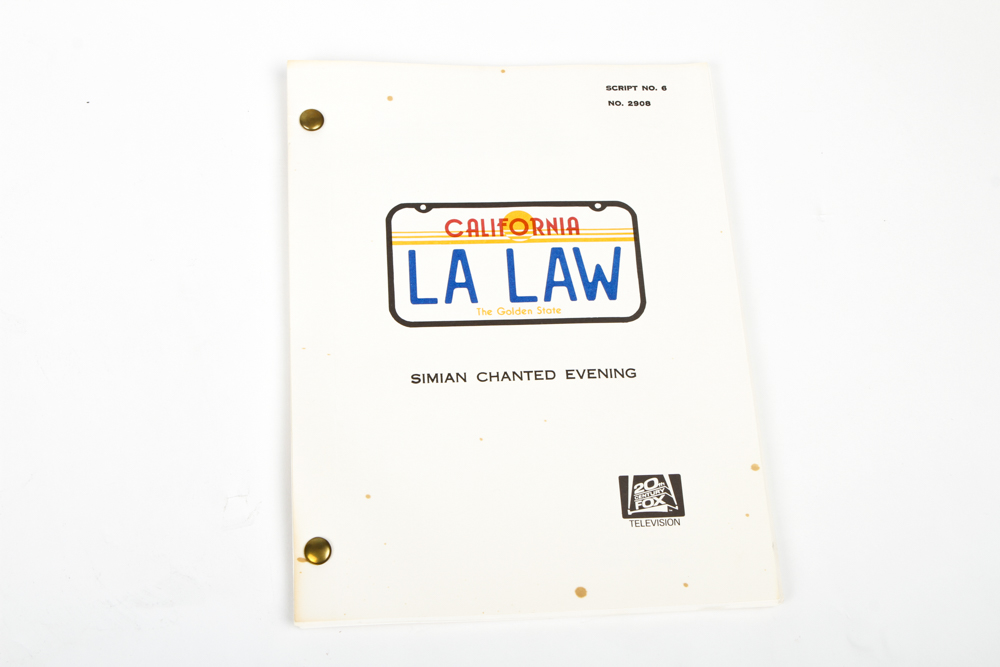 SCRIPT NO. 6
NO. 2908
CALIFORNIA
LA LAW
The Golden State
SIMIAN CHANTED EVENING
20th
CENTURY
FOX
TELEVISION